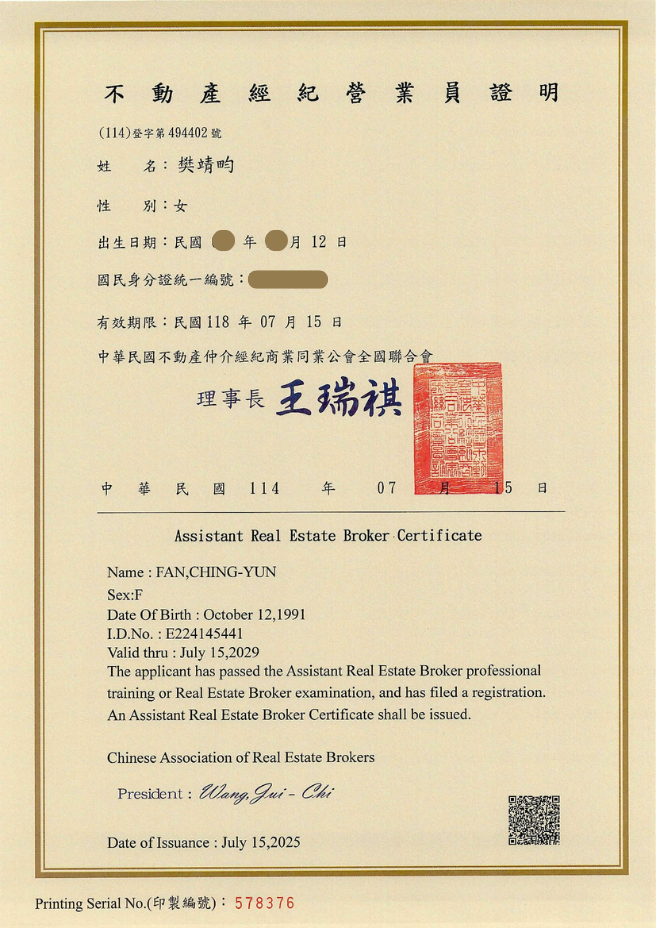 不動產經紀營業員證明
(114)登字第494402號
姓 名：樊靖昀
性 別：女
出生日期：民國 年 月 12 日
國民身分證統一編號：
有效期限：民國118 年 07 月 15 日
中華民國不動產仲介經紀商業同業公會全國聯合會
理事長 王瑞祺
中 華 民 國 114 年 07 月 15 日
Assistant Real Estate Broker Certificate
Name : FAN,CHING-YUN
Sex:F
Date Of Birth : October 12,1991
I.D.No. : E224145441
Valid thru : July 15,2029
The applicant has passed the Assistant Real Estate Broker professional
training or Real Estate Broker examination, and has filed a registration.
An Assistant Real Estate Broker Certificate shall be issued.
Chinese Association of Real Estate Brokers
President : Wang, Jui - Chi
Date of Issuance : July 15,2025
Printing Serial No.(印製編號)：578376